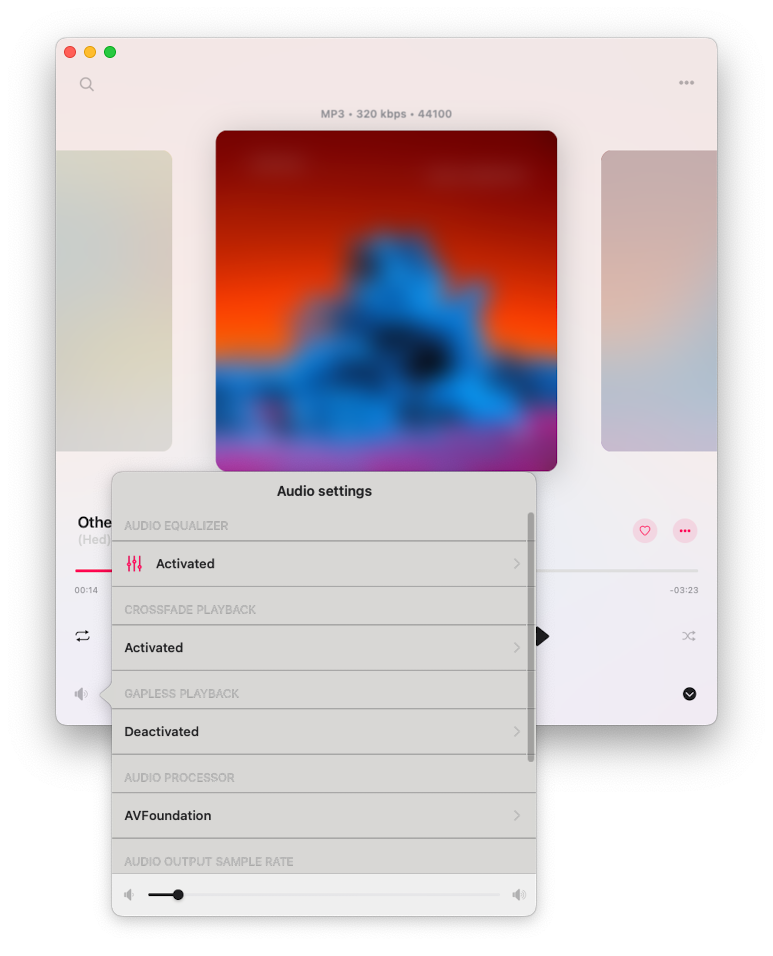 MP3 • 320 kbps • 44100
Audio settings
AUDIO EQUALIZER
Activated
CROSSFADE PLAYBACK
Activated
GAPLESS PLAYBACK
Deactivated
AUDIO PROCESSOR
AVFoundation
AUDIO OUTPUT SAMPLE RATE
Othe
(Hed)
00:14
-03:23